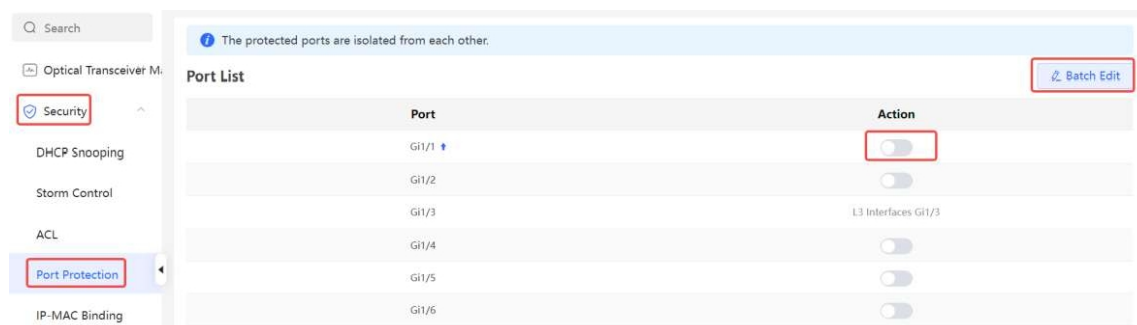 Search
The protected ports are isolated from each other.
Optical Transceiver Ma
Port List
Batch Edit
Security
Port Action
Gi1/1
DHCP Snooping
Gi1/2
Storm Control
Gi1/3 L3 Interfaces Gi1/3
ACL
Gi1/4
Port Protection
Gi1/5
IP-MAC Binding
Gi1/6